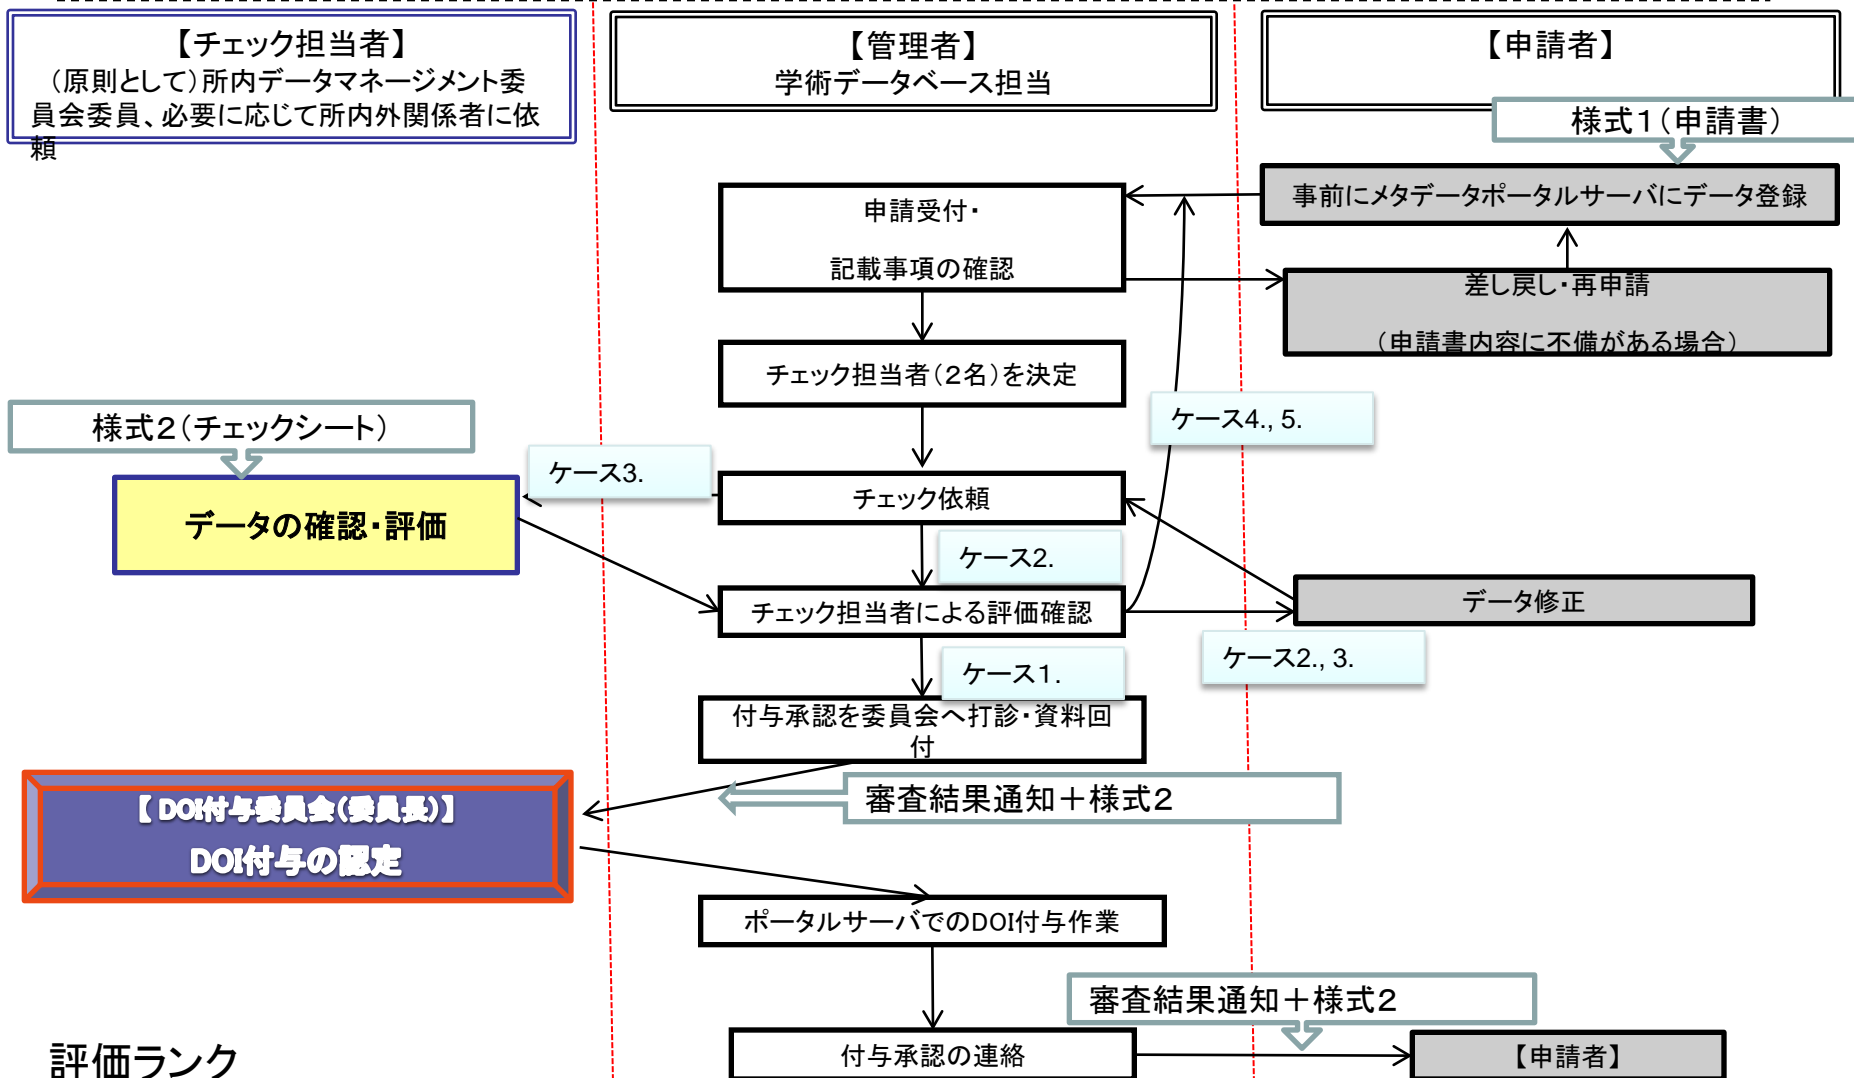 【チェック担当者】
（原則として）所内データマネージメント委
員会委員、必要に応じて所内外関係者に依
頼
【管理者】
学術データベース担当
【申請者】
様式１（申請書）
事前にメタデータポータルサーバにデータ登録
申請受付・
記載事項の確認
差し戻し・再申請
（申請書内容に不備がある場合）
チェック担当者（２名）を決定
ケース4., 5.
様式２（チェックシート）
ケース3.
チェック依頼
データの確認・評価
ケース2.
チェック担当者による評価確認
データ修正
ケース2., 3.
ケース1.
付与承認を委員会へ打診・資料回
付
審査結果通知＋様式２
【 DOI付与委員会（委員長）】
DOI付与の認定
ポータルサーバでのDOI付与作業
審査結果通知＋様式２
付与承認の連絡
【申請者】
評価ランク